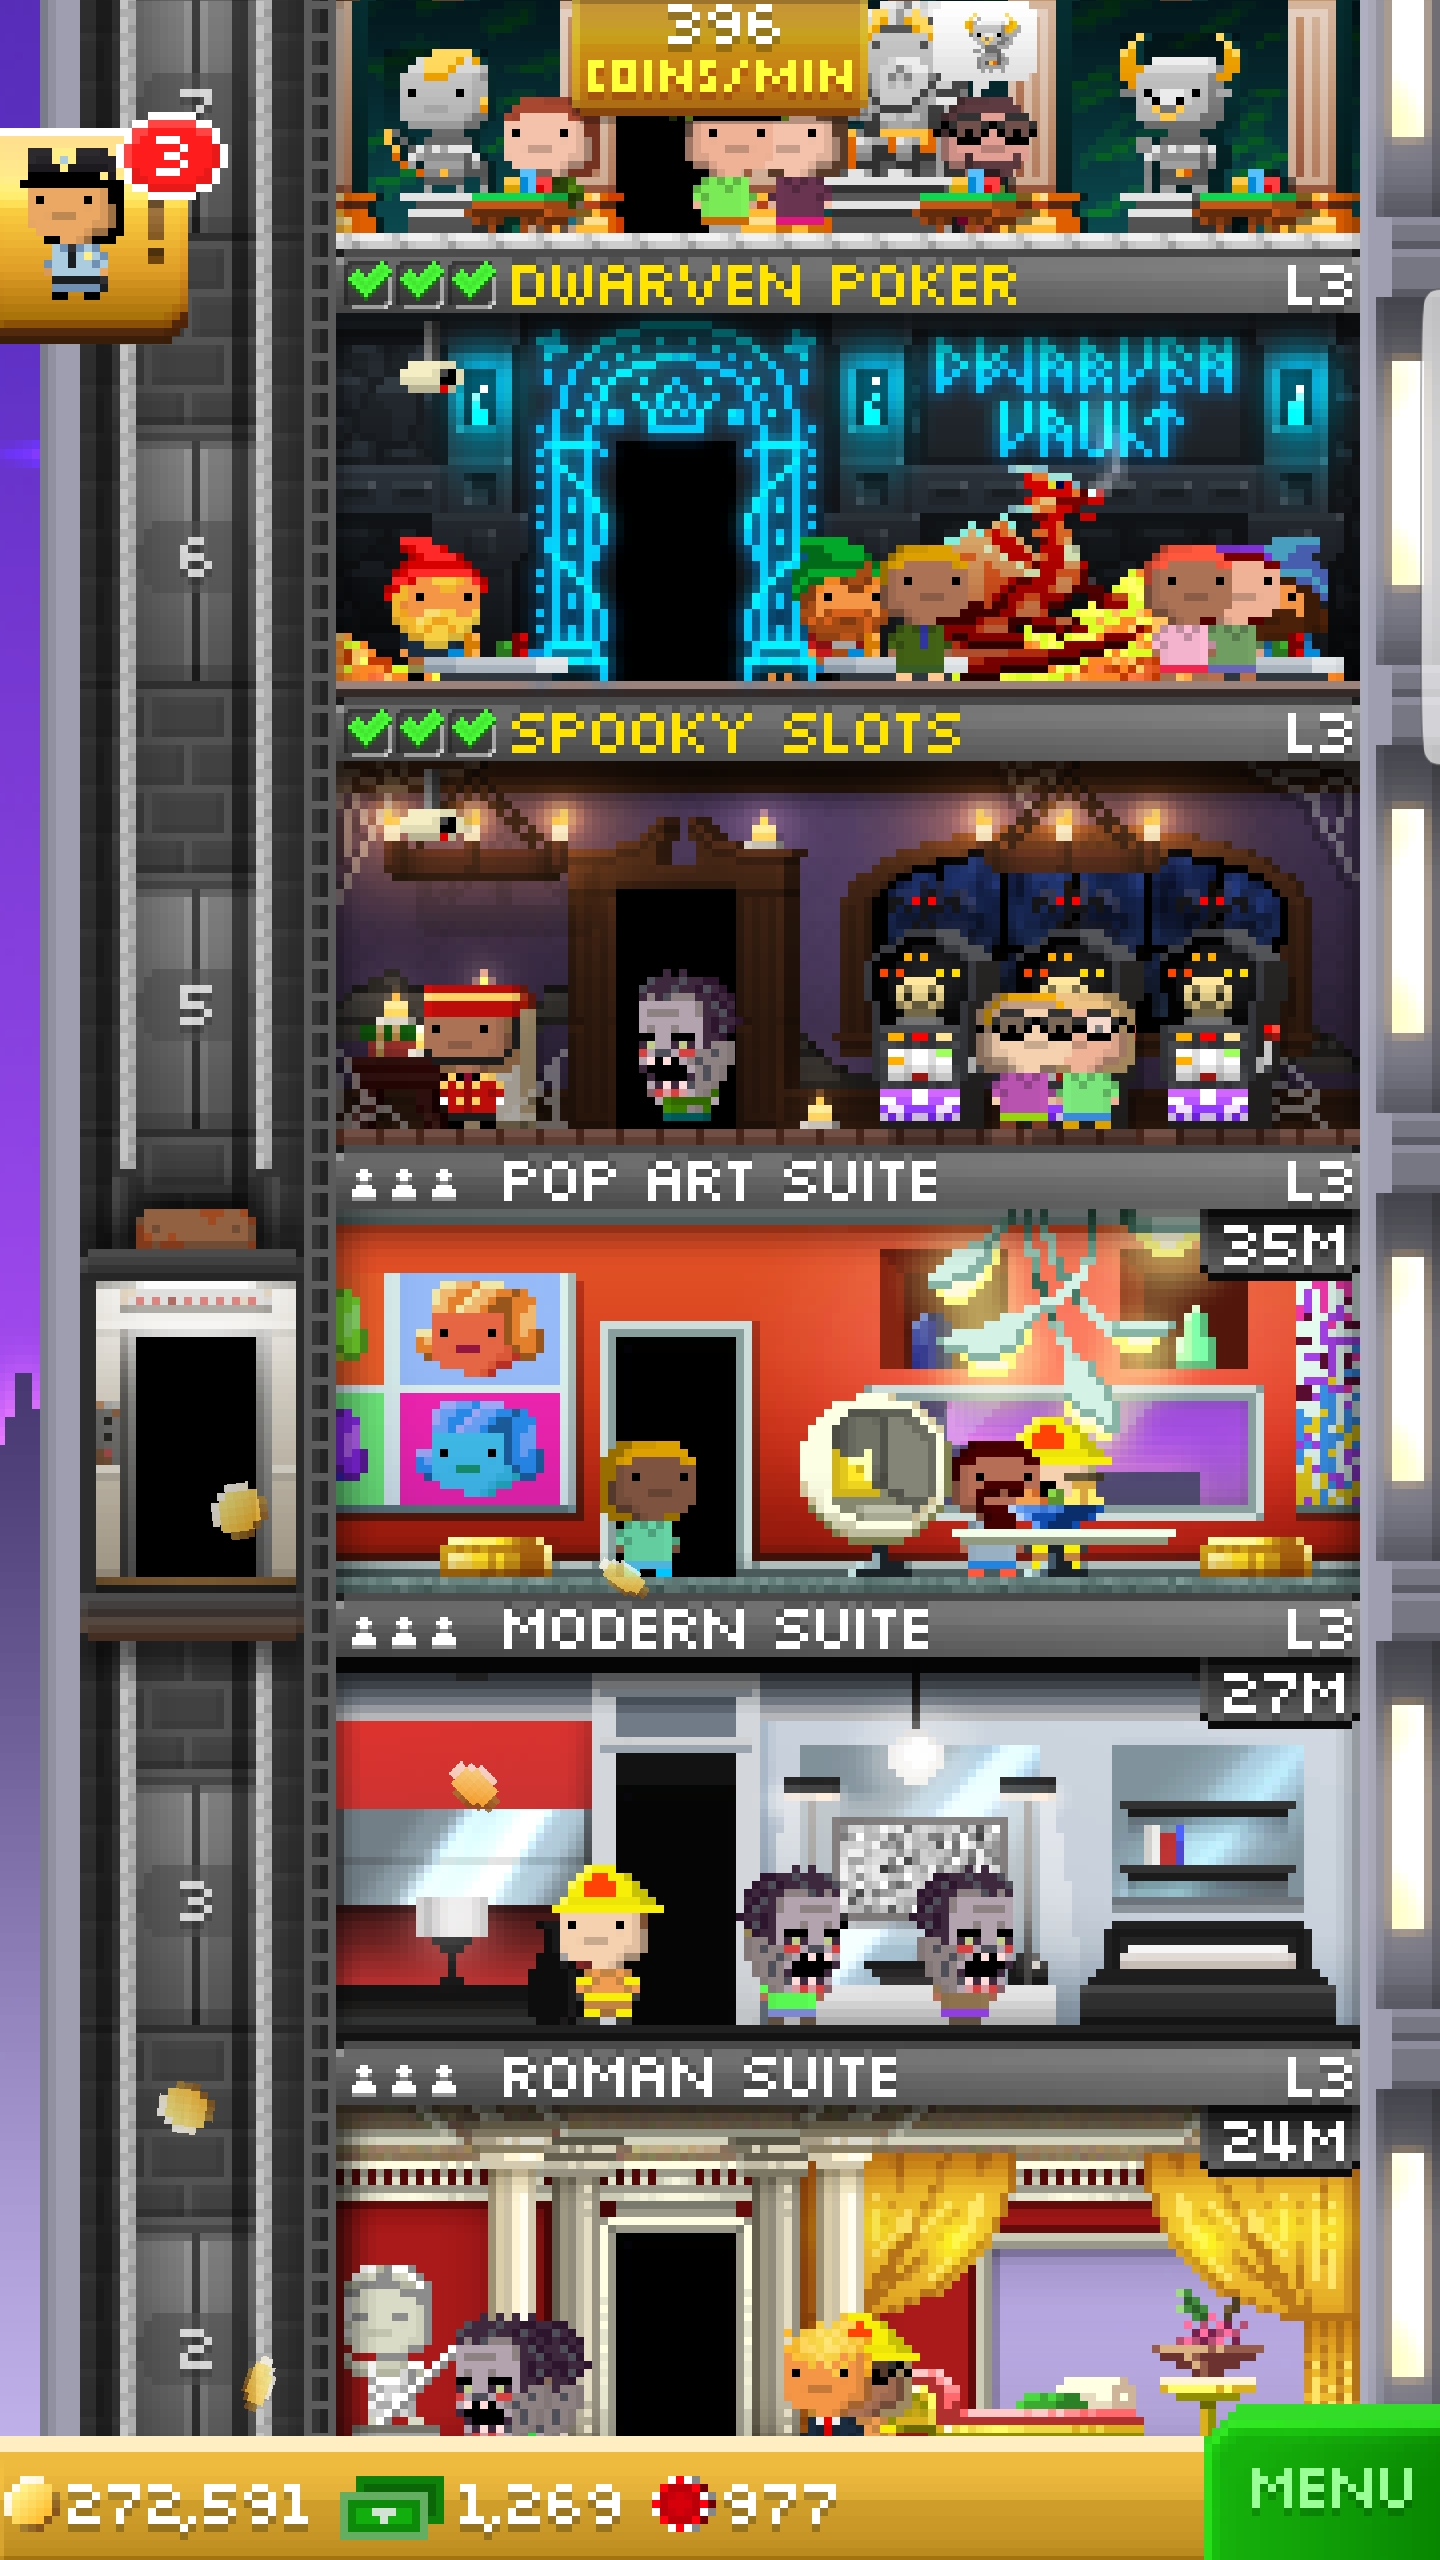 396
COINS/MIN
7
3
DWARVEN POKER L3
DWARVEN
VAULT
6
SPOOKY SLOTS L3
5
POP ART SUITE L3
35M
MODERN SUITE L3
27M
3
ROMAN SUITE L3
24M
2
272,591 1,269 977
MENU